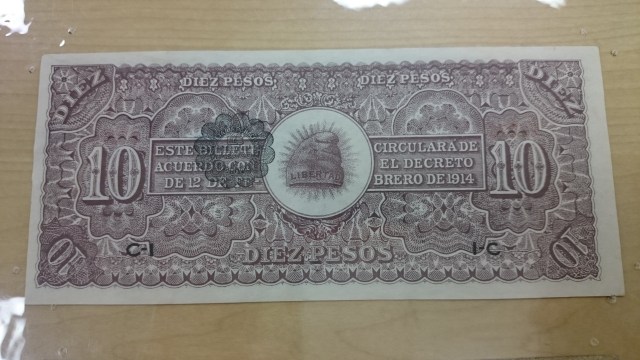 DIEZ DIEZ PESOS DIEZ PESOS DIEZ
10 ESTE BILLETE CIRCULARA DE 10
ACUERDO CON EL DECRETO
DE 12 DE FEBRERO DE 1914
LIBERTAD
C-I I-C
10 DIEZ PESOS 10